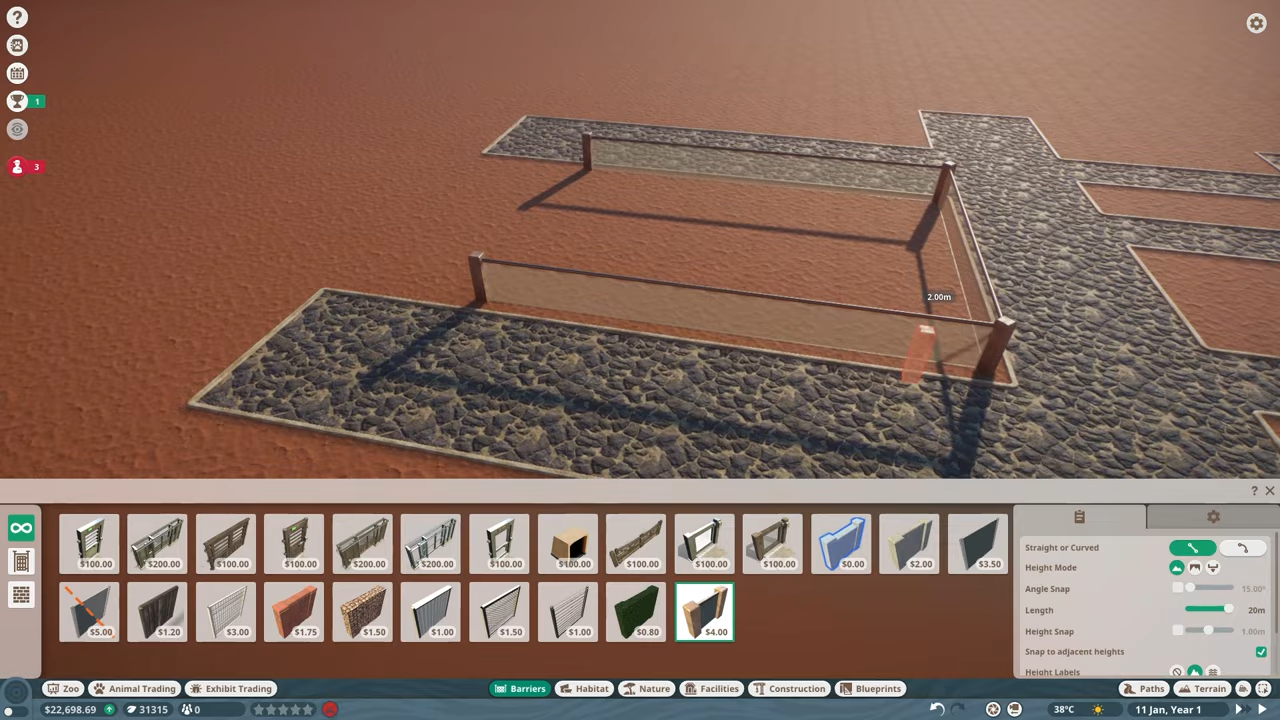 ?
1
3
2.00m
?
$100.00 $200.00 $100.00 $100.00 $200.00 $200.00 $100.00 $100.00 $100.00 $100.00 $100.00 $0.00 $2.00 $3.50
$5.00 $1.20 $3.00 $1.75 $1.50 $1.00 $1.50 $1.00 $0.80 $4.00
Straight or Curved
Height Mode
Angle Snap 15.00°
Length 20m
Height Snap 1.00m
Snap to adjacent heights
Height Labels
Zoo Animal Trading Exhibit Trading Barriers Habitat Nature Facilities Construction Blueprints Paths Terrain
$22,698.69 31315 0 38°C 11 Jan, Year 1